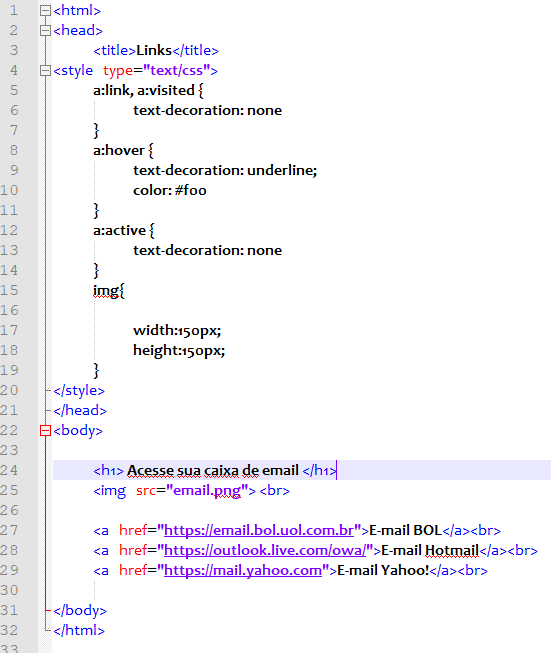 1 <html>
2 <head>
3 <title>Links</title>
4 <style type="text/css">
5 a:link, a:visited {
6 text-decoration: none
7 }
8 a:hover {
9 text-decoration: underline;
10 color: #f00
11 }
12 a:active {
13 text-decoration: none
14 }
15 img{
16
17 width:150px;
18 height:150px;
19 }
20 </style>
21 </head>
22 <body>
23
24 <h1> Acesse sua caixa de email </h1>
25 <img src="email.png"> <br>
26
27 <a href="https://email.bol.uol.com.br">E-mail BOL</a><br>
28 <a href="https://outlook.live.com/owa/">E-mail Hotmail</a><br>
29 <a href="https://mail.yahoo.com">E-mail Yahoo!</a><br>
30
31 </body>
32 </html>
33